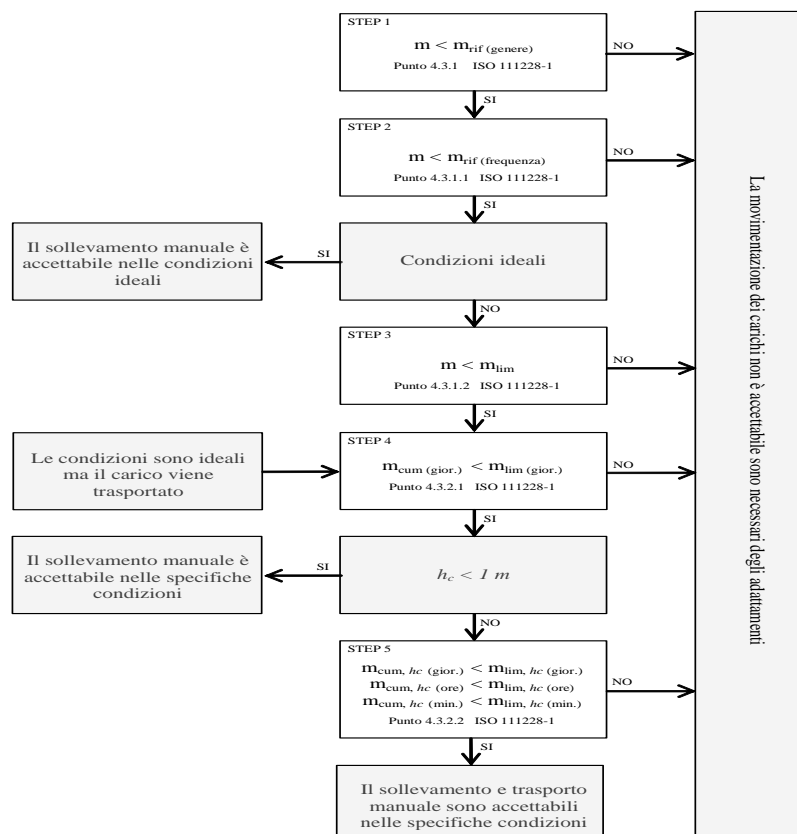 STEP 1
m < mrif (genere)
Punto 4.3.1 ISO 111228-1
NO
SI
STEP 2
m < mrif (frequenza)
Punto 4.3.1.1 ISO 111228-1
NO
SI
Il sollevamento manuale è
accettabile nelle condizioni
ideali
SI
Condizioni ideali
NO
STEP 3
m < mlim
Punto 4.3.1.2 ISO 111228-1
NO
SI
Le condizioni sono ideali
ma il carico viene
trasportato
STEP 4
mcum (gior.) < mlim (gior.)
Punto 4.3.2.1 ISO 111228-1
NO
SI
Il sollevamento manuale è
accettabile nelle specifiche
condizioni
SI
hc < 1 m
NO
STEP 5
mcum, hc (gior.) < mlim, hc (gior.)
mcum, hc (ore) < mlim, hc (ore)
mcum, hc (min.) < mlim, hc (min.)
Punto 4.3.2.2 ISO 111228-1
NO
SI
Il sollevamento e trasporto
manuale sono accettabili
nelle specifiche condizioni
La movimentazione dei carichi non è accettabile sono necessari degli adattamenti